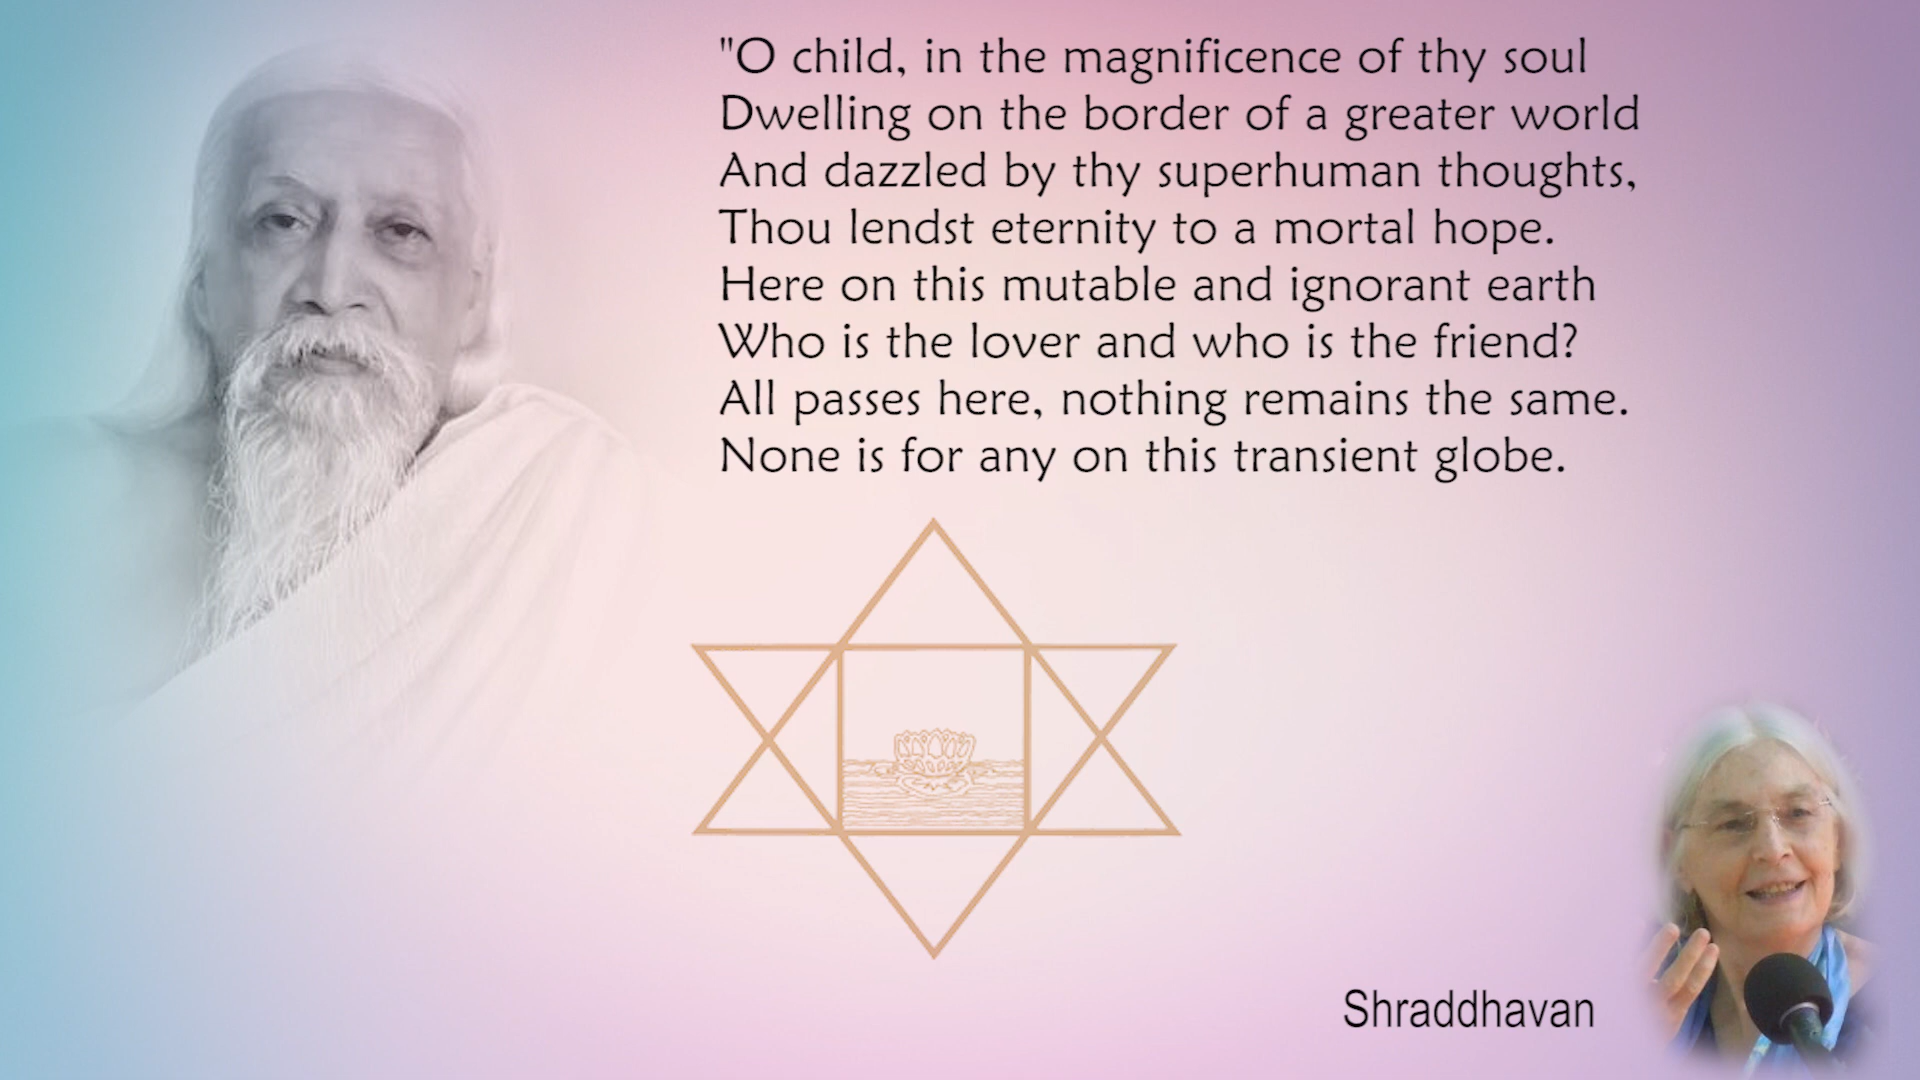 "O child, in the magnificence of thy soul
Dwelling on the border of a greater world
And dazzled by thy superhuman thoughts,
Thou lendst eternity to a mortal hope.
Here on this mutable and ignorant earth
Who is the lover and who is the friend?
All passes here, nothing remains the same.
None is for any on this transient globe.
Shraddhavan